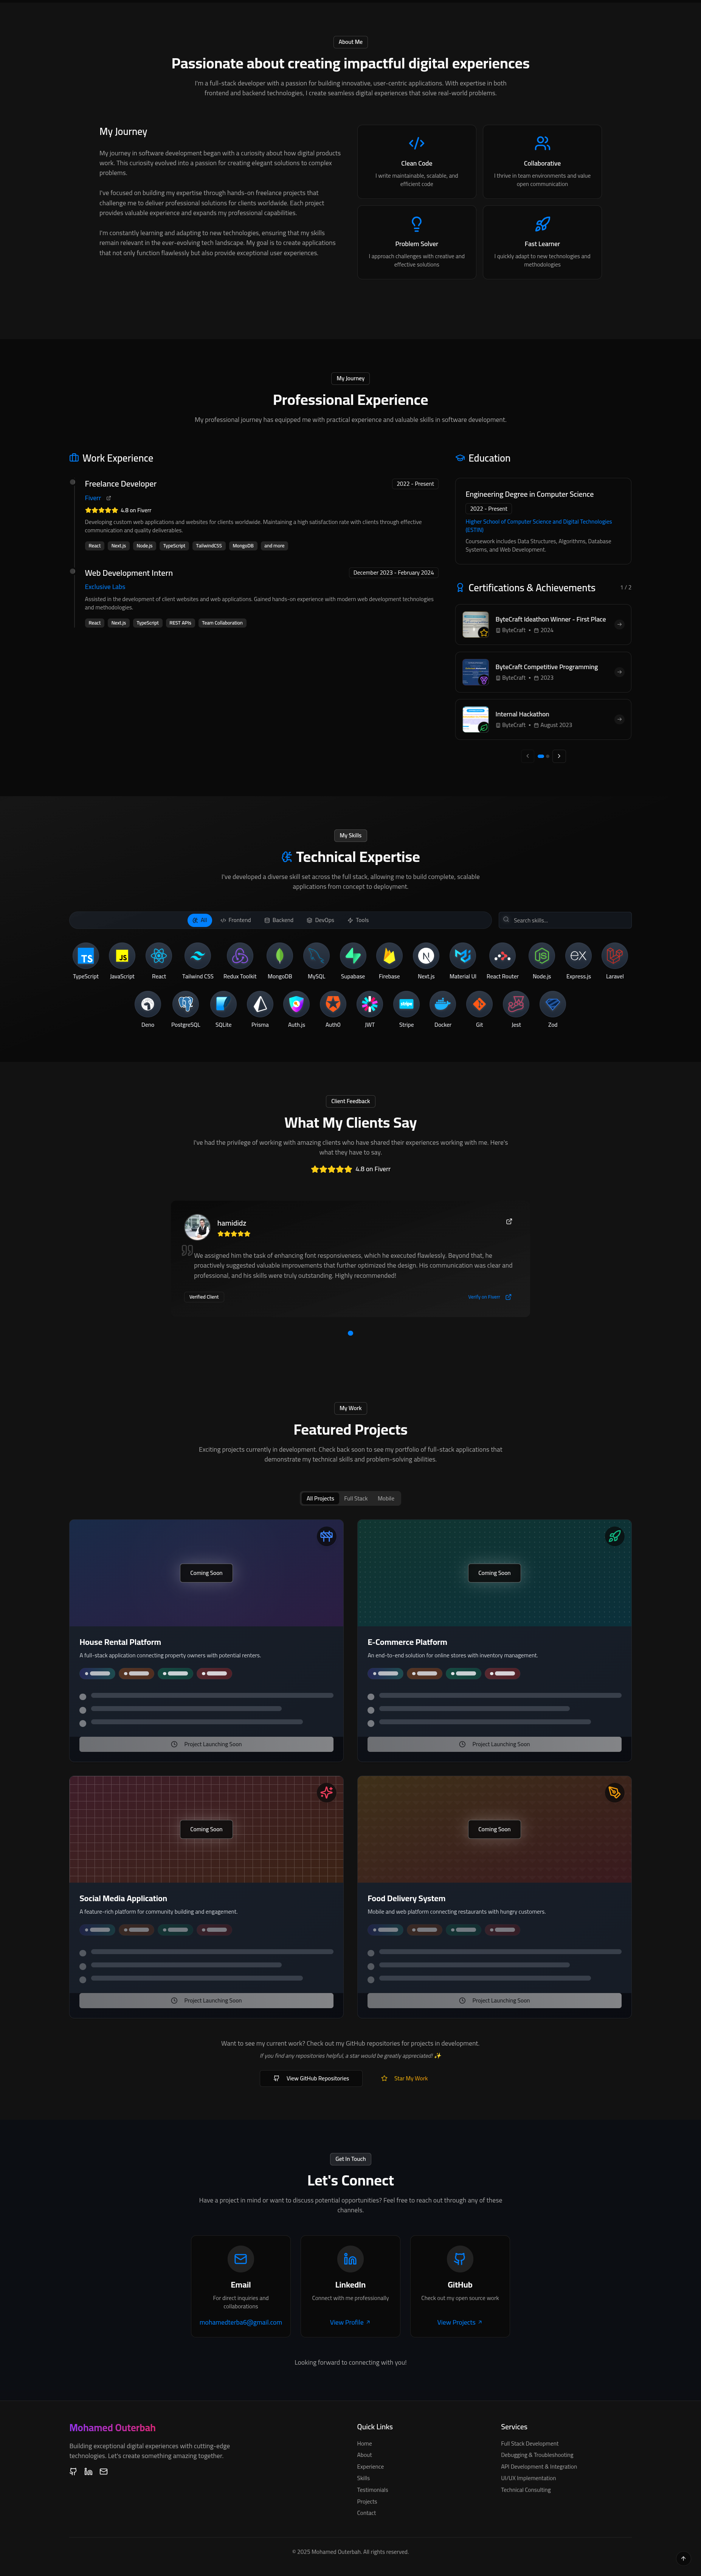 About Me
Passionate about creating impactful digital experiences
I'm a full-stack developer with a passion for building innovative, user-centric applications. With expertise in both
frontend and backend technologies, I create seamless digital experiences that solve real-world problems.
My Journey
My journey in software development began with a curiosity about how digital products
work. This curiosity evolved into a passion for creating elegant solutions to complex
problems.
I've focused on building my expertise through hands-on freelance projects that
challenge me to deliver professional solutions for clients worldwide. Each project
provides valuable experience and expands my professional capabilities.
I'm constantly learning and adapting to new technologies, ensuring that my skills
remain relevant in the ever-evolving tech landscape. My goal is to create applications
that not only function flawlessly but also provide exceptional user experiences.
Clean Code
I write maintainable, scalable, and
efficient code
Collaborative
I thrive in team environments and value
open communication
Problem Solver
I approach challenges with creative and
effective solutions
Fast Learner
I quickly adapt to new technologies and
methodologies
My Journey
Professional Experience
My professional journey has equipped me with practical experience and valuable skills in software development.
Work Experience
Freelance Developer
2022 - Present
Fiverr
4.8 on Fiverr
Developing custom web applications and websites for clients worldwide. Maintaining a high satisfaction rate with clients through effective
communication and quality deliverables.
React Next.js Node.js TypeScript TailwindCSS MongoDB and more
Web Development Intern
December 2023 - February 2024
Exclusive Labs
Assisted in the development of client websites and web applications. Gained hands-on experience with modern web development technologies
and methodologies.
React Next.js TypeScript REST APIs Team Collaboration
Education
Engineering Degree in Computer Science
2022 - Present
Higher School of Computer Science and Digital Technologies
(ESTIN)
Coursework includes Data Structures, Algorithms, Database
Systems, and Web Development.
Certifications & Achievements
1 / 2
ByteCraft Ideathon Winner - First Place
ByteCraft • 2024
ByteCraft Competitive Programming
ByteCraft • 2023
Internal Hackathon
ByteCraft • August 2023
My Skills
Technical Expertise
I've developed a diverse skill set across the full stack, allowing me to build complete, scalable
applications from concept to deployment.
All Frontend Backend DevOps Tools
Search skills...
TypeScript JavaScript React Tailwind CSS Redux Toolkit MongoDB MySQL Supabase Firebase Next.js Material UI React Router Node.js Express.js Laravel
Deno PostgreSQL SQLite Prisma Auth.js Auth0 JWT Stripe Docker Git Jest Zod
Client Feedback
What My Clients Say
I've had the privilege of working with amazing clients who have shared their experiences working with me. Here's
what they have to say.
4.8 on Fiverr
hamididz
We assigned him the task of enhancing font responsiveness, which he executed flawlessly. Beyond that, he
proactively suggested valuable improvements that further optimized the design. His communication was clear and
professional, and his skills were truly outstanding. Highly recommended!
Verified Client
Verify on Fiverr
My Work
Featured Projects
Exciting projects currently in development. Check back soon to see my portfolio of full-stack applications that
demonstrate my technical skills and problem-solving abilities.
All Projects Full Stack Mobile
Coming Soon
House Rental Platform
A full-stack application connecting property owners with potential renters.
Project Launching Soon
Coming Soon
E-Commerce Platform
An end-to-end solution for online stores with inventory management.
Project Launching Soon
Coming Soon
Social Media Application
A feature-rich platform for community building and engagement.
Project Launching Soon
Coming Soon
Food Delivery System
Mobile and web platform connecting restaurants with hungry customers.
Project Launching Soon
Want to see my current work? Check out my GitHub repositories for projects in development.
If you find any repositories helpful, a star would be greatly appreciated! ✨
View GitHub Repositories
Star My Work
Get In Touch
Let's Connect
Have a project in mind or want to discuss potential opportunities? Feel free to reach out through any of these
channels.
Email
For direct inquiries and
collaborations
mohamedterba6@gmail.com
LinkedIn
Connect with me professionally
View Profile
GitHub
Check out my open source work
View Projects
Looking forward to connecting with you!
Mohamed Outerbah
Building exceptional digital experiences with cutting-edge
technologies. Let's create something amazing together.
Quick Links
Home
About
Experience
Skills
Testimonials
Projects
Contact
Services
Full Stack Development
Debugging & Troubleshooting
API Development & Integration
UI/UX Implementation
Technical Consulting
© 2025 Mohamed Outerbah. All rights reserved.